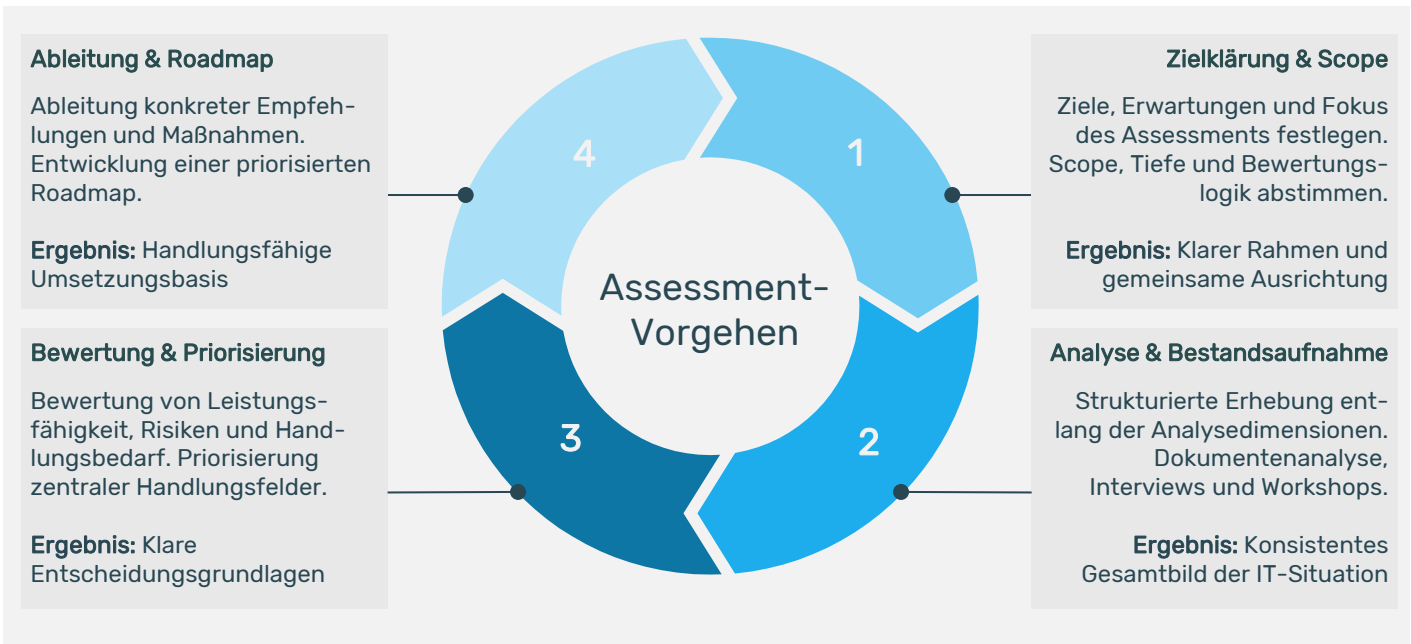 Ableitung & Roadmap
Ableitung konkreter Empfeh-
lungen und Maßnahmen.
Entwicklung einer priorisierten
Roadmap.
Ergebnis: Handlungsfähige
Umsetzungsbasis
Bewertung & Priorisierung
Bewertung von Leistungs-
fähigkeit, Risiken und Hand-
lungsbedarf. Priorisierung
zentraler Handlungsfelder.
Ergebnis: Klare
Entscheidungsgrundlagen
4
1
Assessment-
Vorgehen
3
2
Zielklärung & Scope
Ziele, Erwartungen und Fokus
des Assessments festlegen.
Scope, Tiefe und Bewertungs-
logik abstimmen.
Ergebnis: Klarer Rahmen und
gemeinsame Ausrichtung
Analyse & Bestandsaufnahme
Strukturierte Erhebung ent-
lang der Analysedimensionen.
Dokumentenanalyse,
Interviews und Workshops.
Ergebnis: Konsistentes
Gesamtbild der IT-Situation